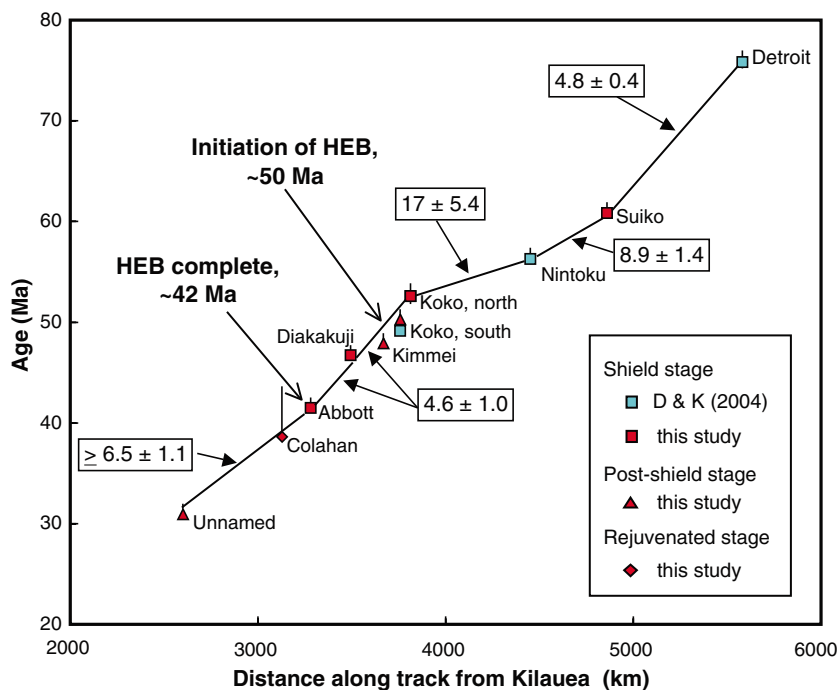 80
70
60
50
40
30
20
Age (Ma)
2000
3000
4000
5000
6000
Distance along track from Kilauea (km)
Detroit
4.8 ± 0.4
Initiation of HEB,
~50 Ma
17 ± 5.4
Suiko
8.9 ± 1.4
Nintoku
HEB complete,
~42 Ma
Koko, north
Diakakuji
Koko, south
Kimmei
4.6 ± 1.0
Abbott
Colahan
≥ 6.5 ± 1.1
Unnamed
Shield stage
D & K (2004)
this study
Post-shield stage
this study
Rejuvenated stage
this study